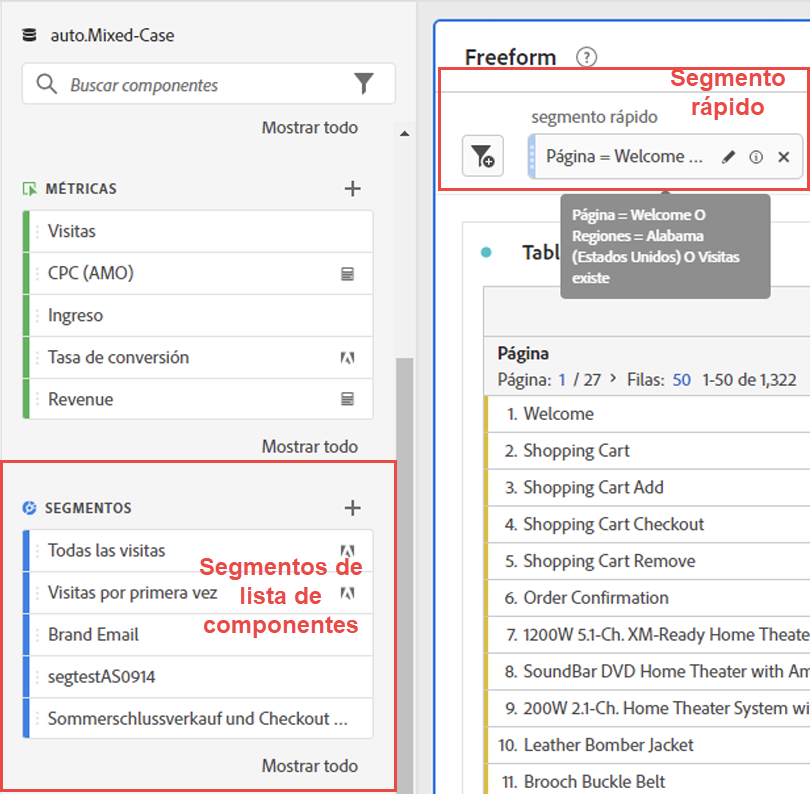 auto.Mixed-Case
Buscar componentes
Mostrar todo
MÉTRICAS
Visitas
CPC (AMO)
Ingreso
Tasa de conversión
Revenue
Mostrar todo
SEGMENTOS
Todas las visitas
Visitas por primera vez
Brand Email
segtestAS0914
Sommerschlussverkauf und Checkout ...
Mostrar todo
Segmentos de
lista de
componentes
Freeform ?
Segmento
rápido
segmento rápido
Página = Welcome ...
Página = Welcome O
Regiones = Alabama
(Estados Unidos) O Visitas
existe
Tabl
Página
Página: 1 / 27 > Filas: 50 1-50 de 1,322
1. Welcome
2. Shopping Cart
3. Shopping Cart Add
4. Shopping Cart Checkout
5. Shopping Cart Remove
6. Order Confirmation
7. 1200W 5.1-Ch. XM-Ready Home Theate
8. SoundBar DVD Home Theater with Am
9. 200W 2.1-Ch. Home Theater System wi
10. Leather Bomber Jacket
11. Brooch Buckle Belt